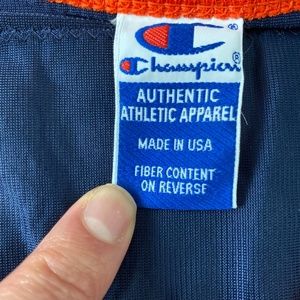 Champion
AUTHENTIC
ATHLETIC APPAREL
MADE IN USA
FIBER CONTENT
ON REVERSE